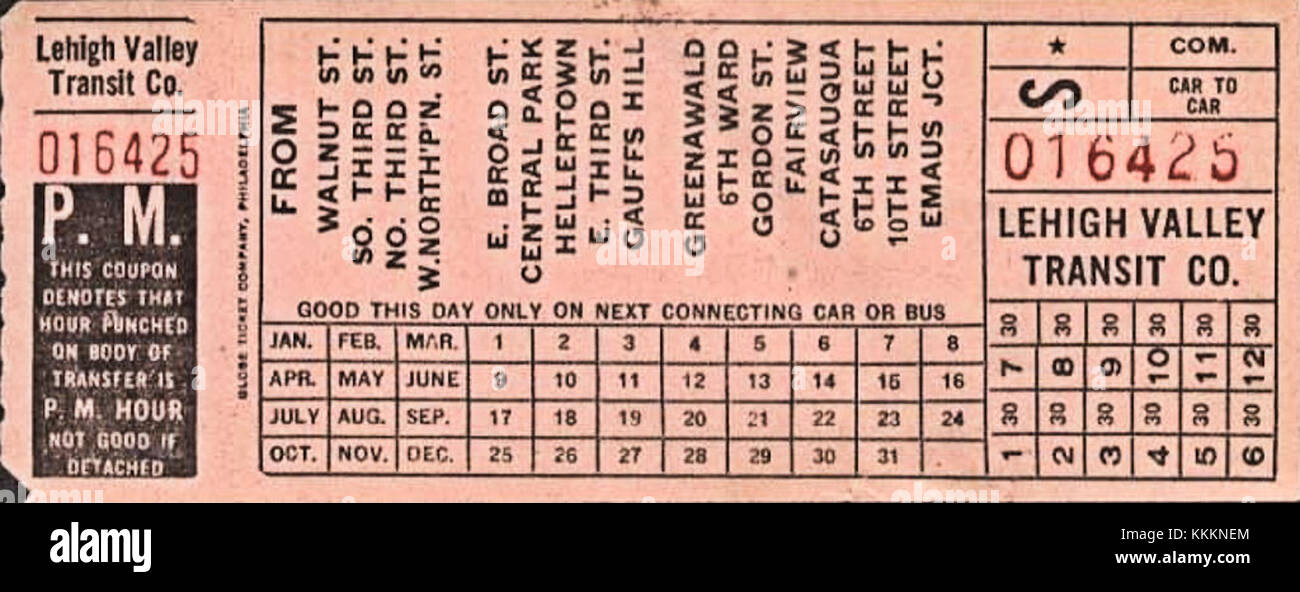 Lehigh Valley
Transit Co.
016425
P. M.
THIS COUPON
DENOTES THAT
HOUR PUNCHED
ON BODY OF
TRANSFER IS
P. M. HOUR
NOT GOOD IF
DETACHED
GLOBE TICKET COMPANY, PHILADELPHIA
FROM
WALNUT ST.
SO. THIRD ST.
NO. THIRD ST.
W.NORTH'P'N. ST.
E. BROAD ST.
CENTRAL PARK
HELLERTOWN
E. THIRD ST.
GAUFFS HILL
GREENAWALD
6TH WARD
GORDON ST.
FAIRVIEW
CATASAUQUA
6TH STREET
10TH STREET
EMAUS JCT.
GOOD THIS DAY ONLY ON NEXT CONNECTING CAR OR BUS
JAN. FEB. MAR. 1 2 3 4 5 6 7 8
APR. MAY JUNE 9 10 11 12 13 14 15 16
JULY AUG. SEP. 17 18 19 20 21 22 23 24
OCT. NOV. DEC. 25 26 27 28 29 30 31
★ COM.
S CAR TO
CAR
016425
LEHIGH VALLEY
TRANSIT CO.
30 30 30 30 30 30
7 8 9 10 11 12
30 30 30 30 30 30
1 2 3 4 5 6
alamy
Image ID: KKKNEM
www.alamy.com